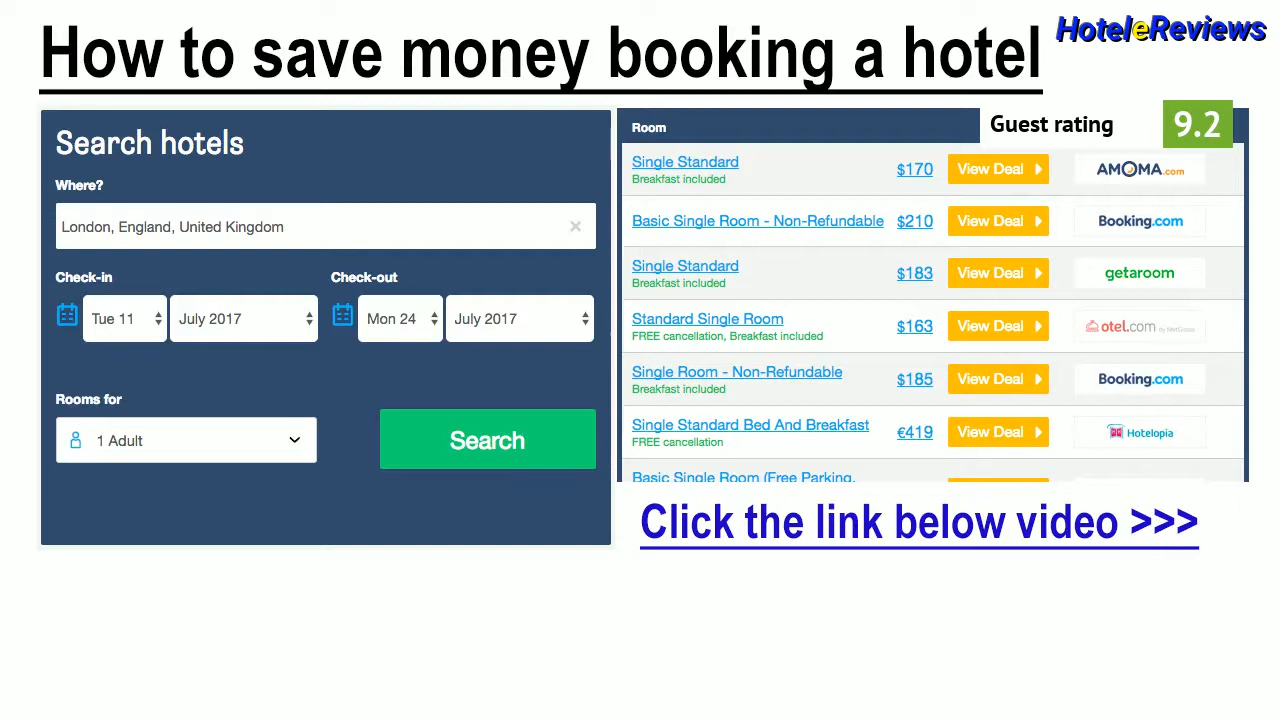 How to save money booking a hotel
HoteleReviews
Search hotels
Where?
London, England, United Kingdom
Check-in
Check-out
Tue 11
July 2017
Mon 24
July 2017
Rooms for
1 Adult
Search
Room
Guest rating
9.2
Single Standard
Breakfast included
$170
View Deal
AMOMA.com
Basic Single Room - Non-Refundable
$210
View Deal
Booking.com
Single Standard
Breakfast included
$183
View Deal
getaroom
Standard Single Room
FREE cancellation, Breakfast included
$163
View Deal
otel.com
Single Room - Non-Refundable
Breakfast included
$185
View Deal
Booking.com
Single Standard Bed And Breakfast
FREE cancellation
€419
View Deal
Hotelopia
Basic Single Room (Free Parking,
Click the link below video >>>